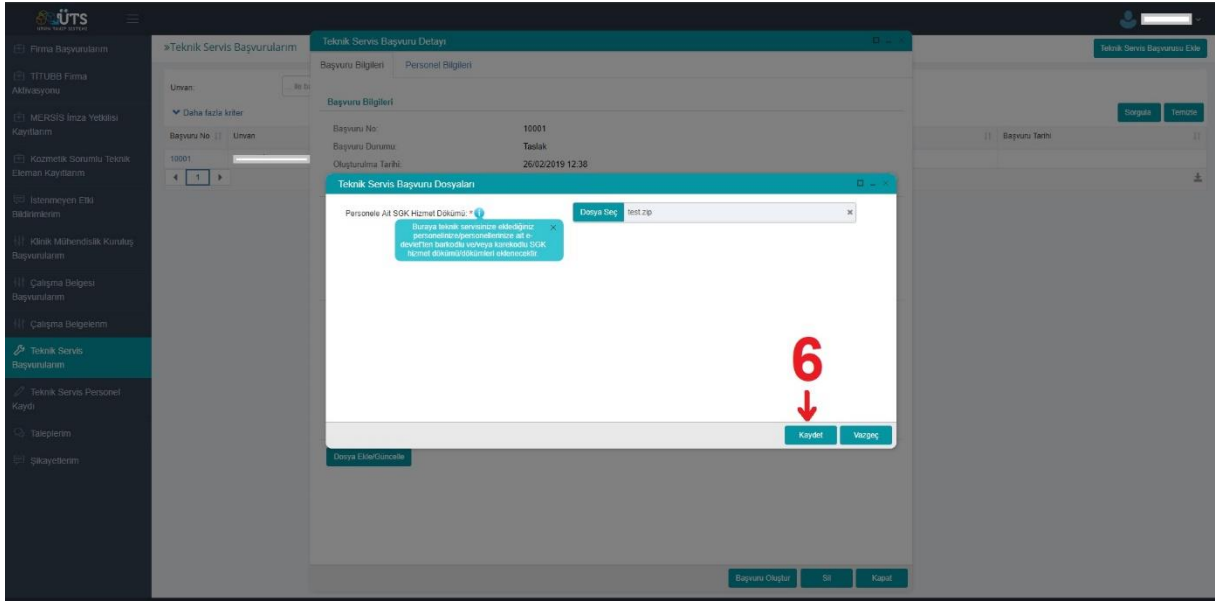 ÜTS
ÜRÜN TAKİP SİSTEMİ
Firma Başvurularım
TİTUBB Firma
Aktivasyonu
MERSİS İmza Yetkilisi
Kayıtlarım
Kozmetik Sorumlu Teknik
Eleman Kayıtlarım
İstenmeyen Etki
Bildirimlerim
Klinik Mühendislik Kuruluş
Başvurularım
Çalışma Belgesi
Başvurularım
Çalışma Belgelerim
Teknik Servis
Başvurularım
Teknik Servis Personel
Kaydı
Taleplerim
Şikayetlerim
»Teknik Servis Başvurularım
Teknik Servis Başvurusu Ekle
Unvan:
Daha fazla kriter
Sorgula Temizle
Başvuru No Unvan Başvuru Tarihi
10001
1
Teknik Servis Başvuru Detayı
Başvuru Bilgileri Personel Bilgileri
Başvuru Bilgileri
Başvuru No: 10001
Başvuru Durumu: Taslak
Oluşturulma Tarihi: 26/02/2019 12:38
Teknik Servis Başvuru Dosyaları
Personele Ait SGK Hizmet Dökümü: *
Dosya Seç test.zip
Buraya teknik servisinize eklediğiniz
personelinize/personellerinize ait e-
devlet'ten barkodlu ve/veya karekodlu SGK
hizmet dökümü/dökümleri eklenecektir.
6
Kaydet Vazgeç
Dosya Ekle/Güncelle
Başvuru Oluştur Sil Kapat